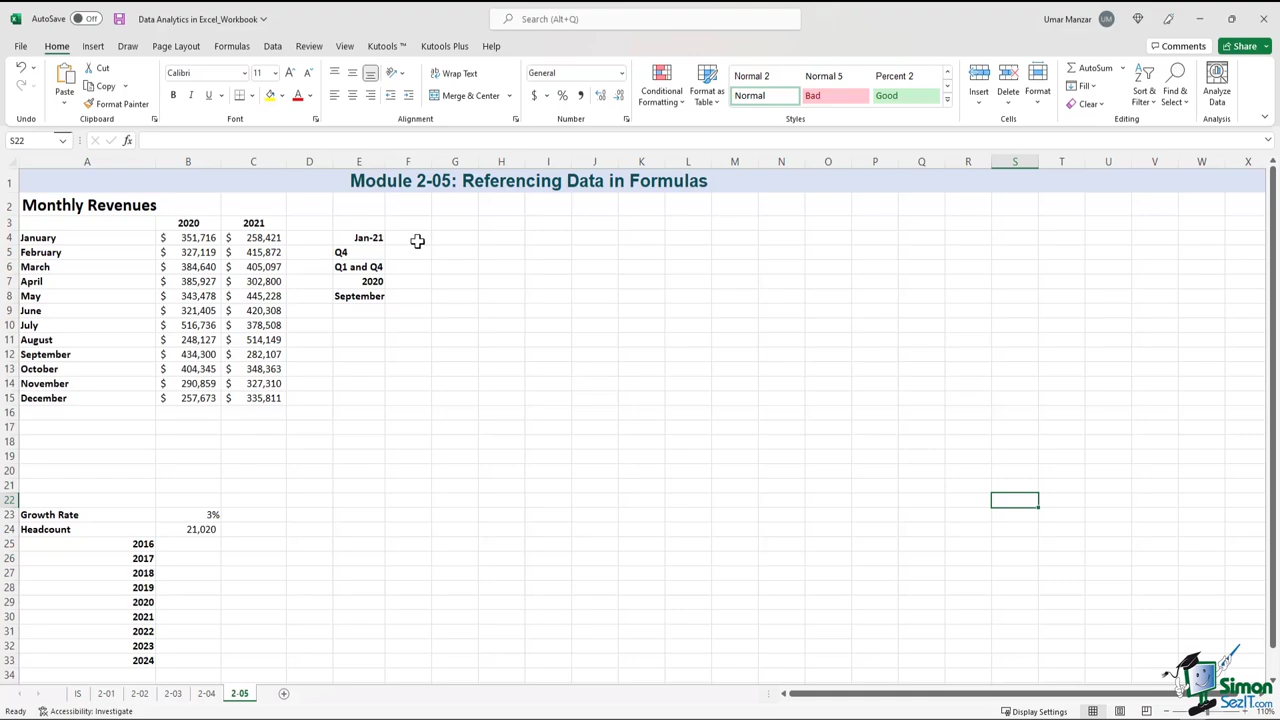 AutoSave Off Data Analytics in Excel_Workbook Search (Alt+Q) Umar Manzar UM
File Home Insert Draw Page Layout Formulas Data Review View Kutools ™ Kutools Plus Help Comments Share
Cut Calibri 11 Wrap Text General Normal 2 Normal 5 Percent 2 AutoSum
Paste Copy Format Painter B I U Merge & Center $ % Conditional Formatting Format as Table Normal Bad Good Insert Delete Format Fill Clear Sort & Filter Find & Select Analyze Data
Undo Clipboard Font Alignment Number Styles Cells Editing Analysis
S22 fx
A B C D E F G H I J K L M N O P Q R S T U V W X
1 Module 2-05: Referencing Data in Formulas
2 Monthly Revenues
3 2020 2021
4 January $ 351,716 $ 258,421 Jan-21
5 February $ 327,119 $ 415,872 Q4
6 March $ 384,640 $ 405,097 Q1 and Q4
7 April $ 385,927 $ 302,800 2020
8 May $ 343,478 $ 445,228 September
9 June $ 321,405 $ 420,308
10 July $ 516,736 $ 378,508
11 August $ 248,127 $ 514,149
12 September $ 434,300 $ 282,107
13 October $ 404,345 $ 348,363
14 November $ 290,859 $ 327,310
15 December $ 257,673 $ 335,811
16
17
18
19
20
21
22
23 Growth Rate 3%
24 Headcount 21,020
25 2016
26 2017
27 2018
28 2019
29 2020
30 2021
31 2022
32 2023
33 2024
34
Simon SezIT.com
IS 2-01 2-02 2-03 2-04 2-05
Ready Accessibility: Investigate Display Settings 110%